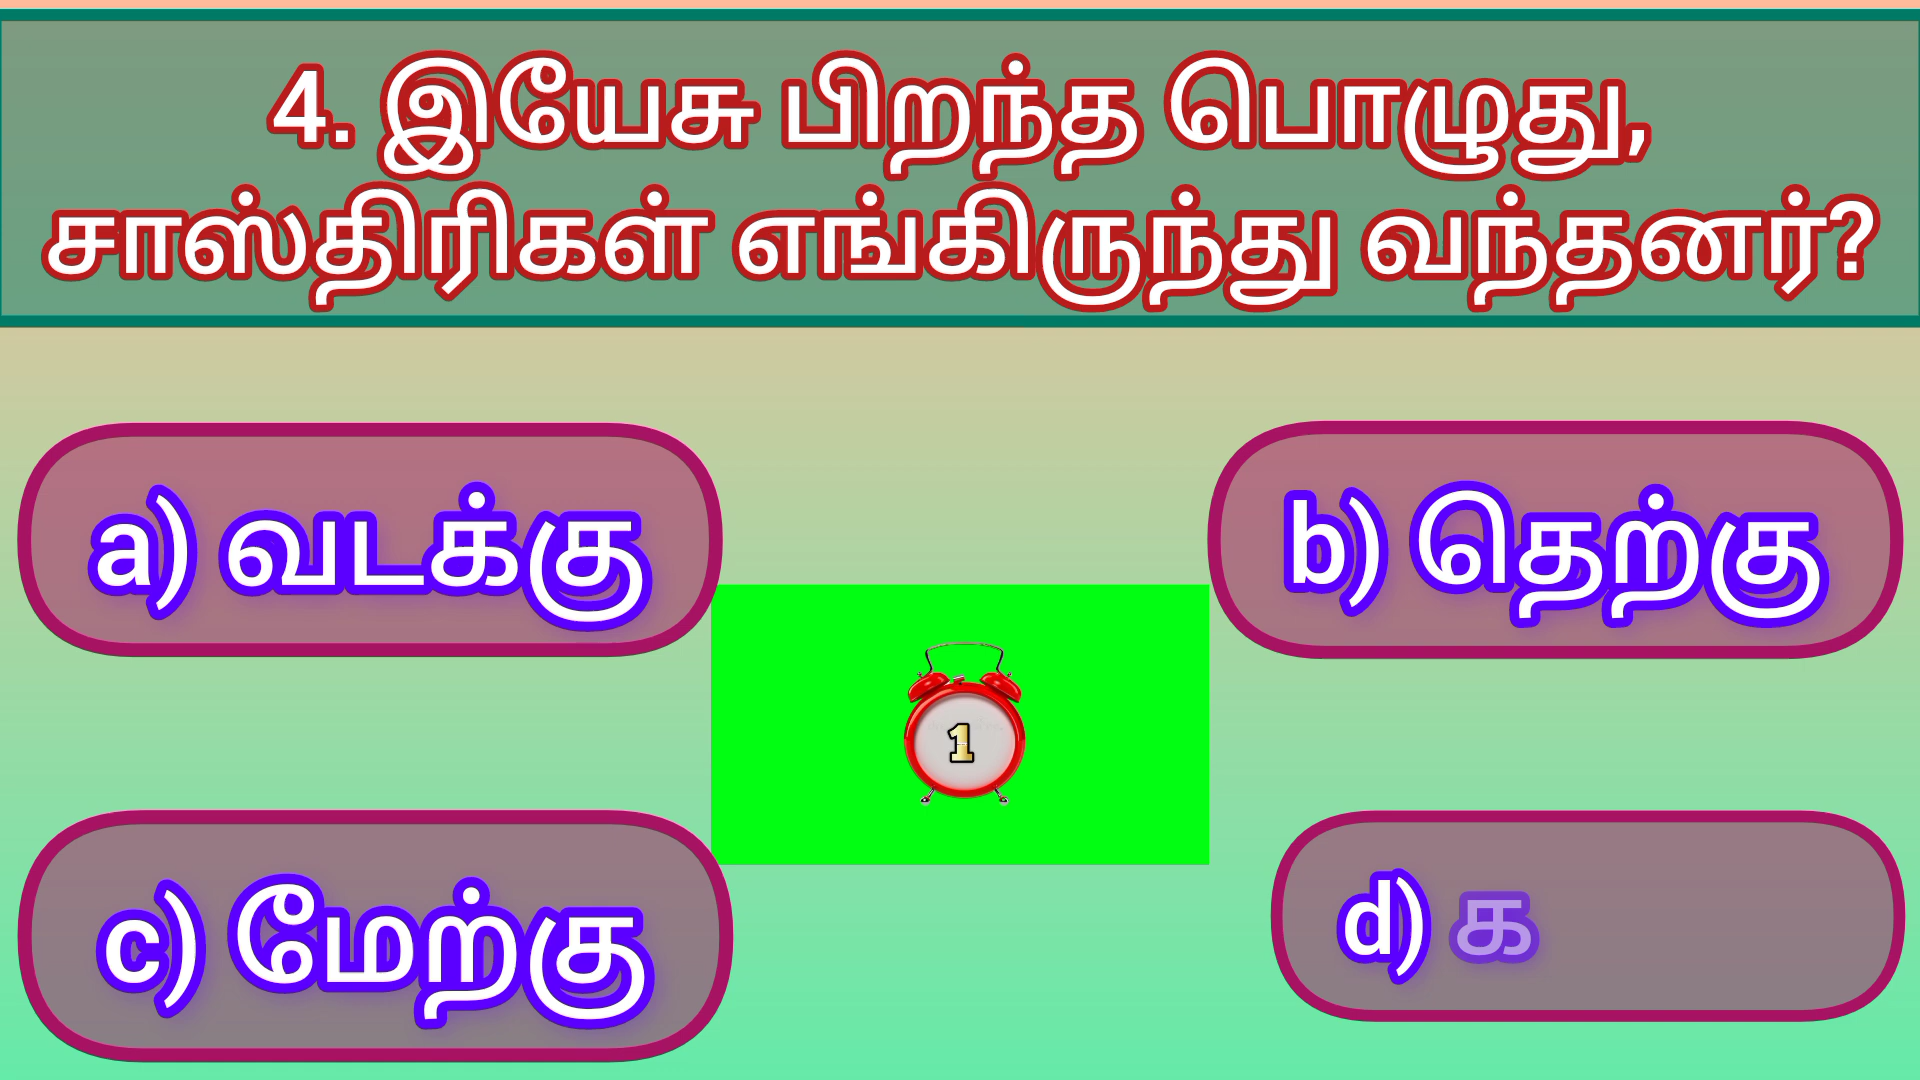 4. இயேசு பிறந்த பொழுது,
சாஸ்திரிகள் எங்கிருந்து வந்தனர்?
a) வடக்கு
b) தெற்கு
1
c) மேற்கு
d) க